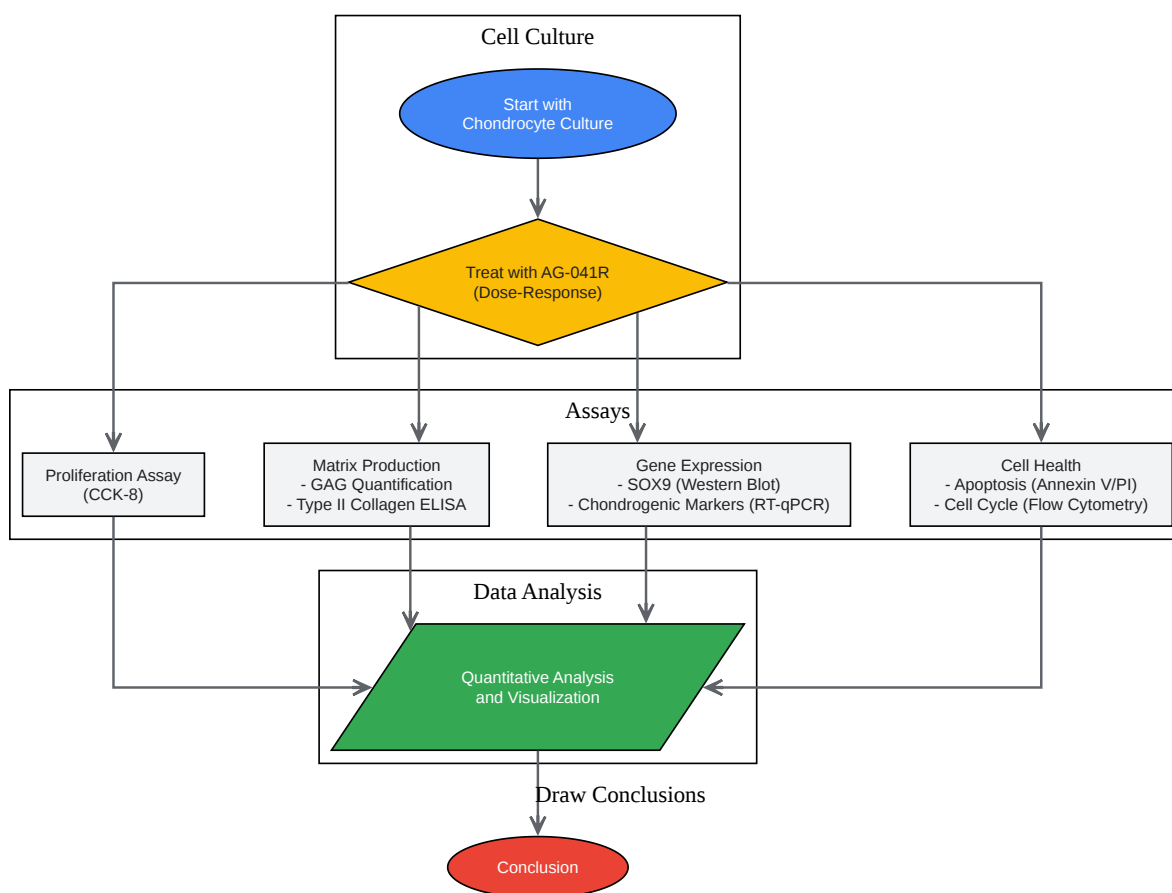 Cell Culture
Start with
Chondrocyte Culture
Treat with AG-041R
(Dose-Response)
Assays
Proliferation Assay
(CCK-8)
Matrix Production
- GAG Quantification
- Type II Collagen ELISA
Gene Expression
- SOX9 (Western Blot)
- Chondrogenic Markers (RT-qPCR)
Cell Health
- Apoptosis (Annexin V/PI)
- Cell Cycle (Flow Cytometry)
Data Analysis
Quantitative Analysis
and Visualization
Draw Conclusions
Conclusion